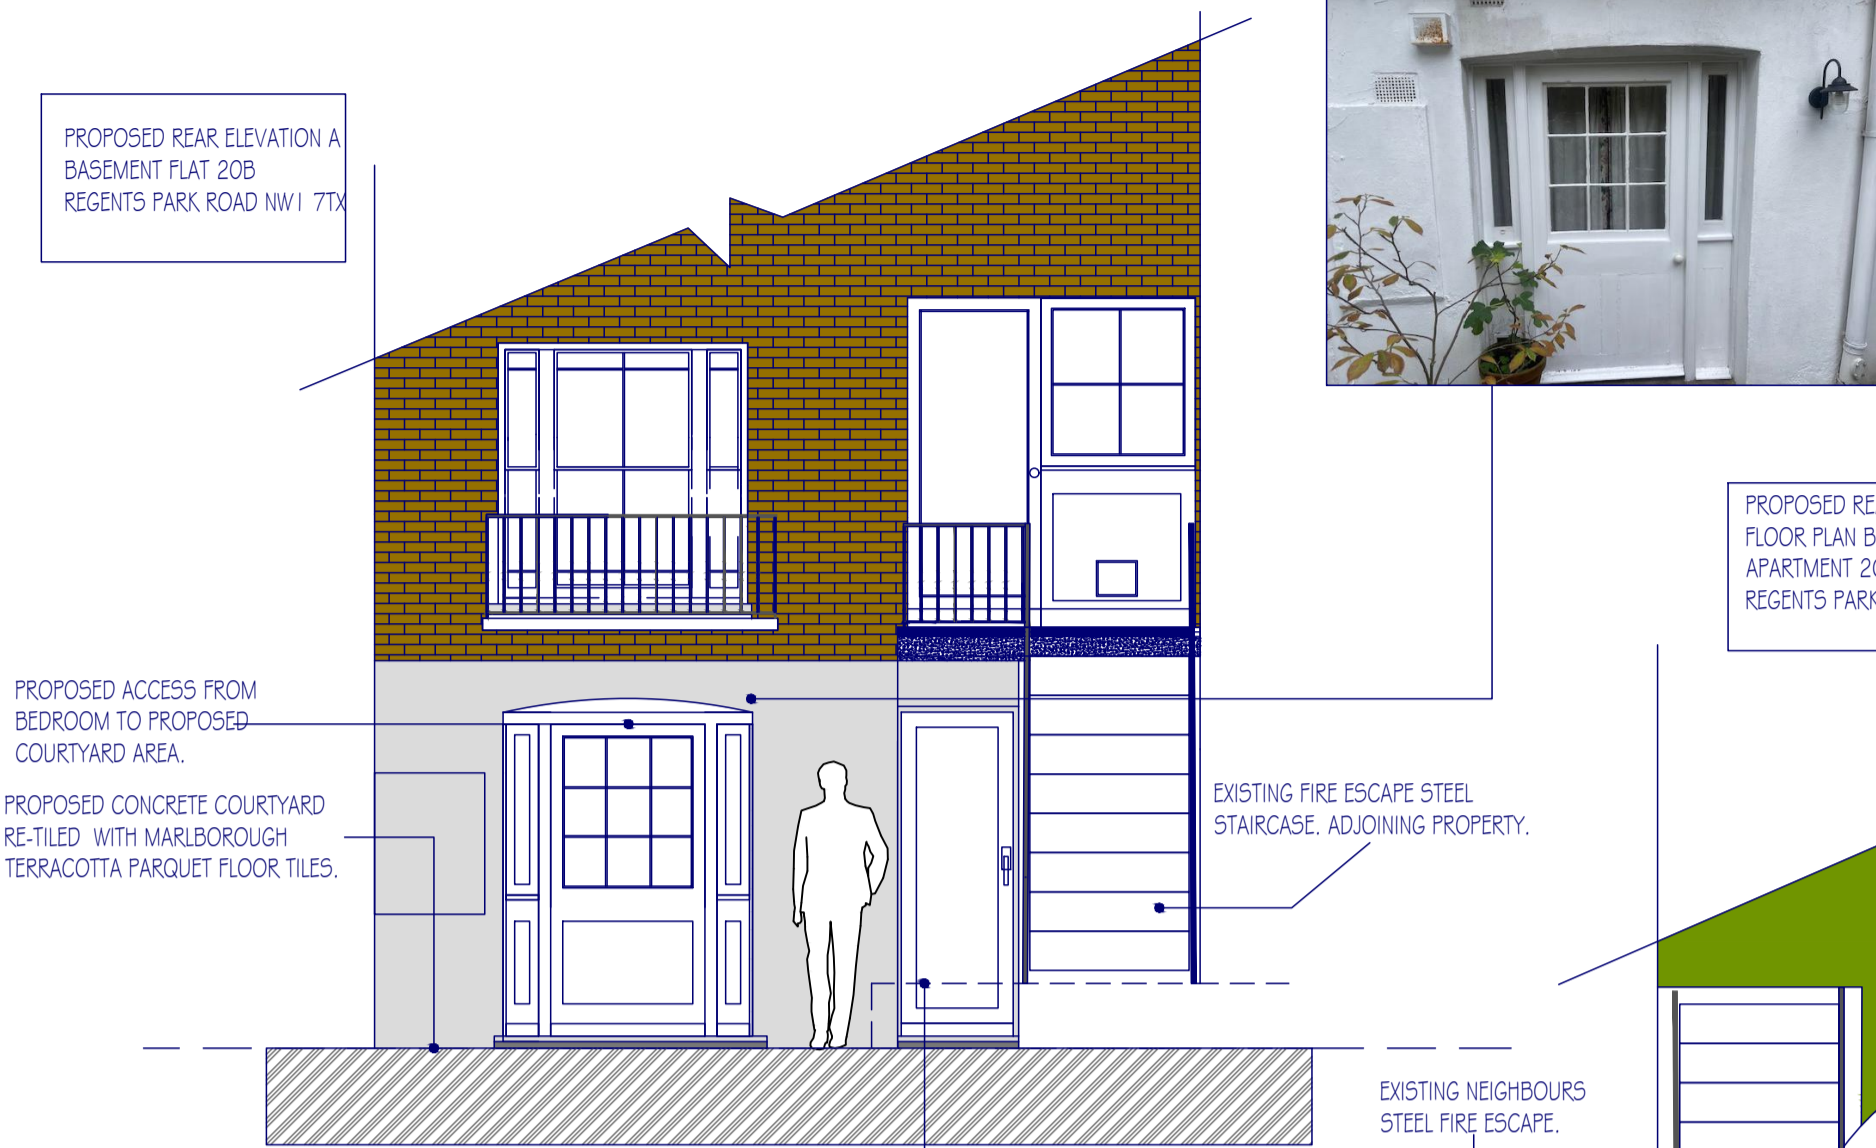 PROPOSED REAR ELEVATION A
BASEMENT FLAT 20B
REGENTS PARK ROAD NW1 7TX
PROPOSED RE
FLOOR PLAN B
APARTMENT 20
REGENTS PARK
PROPOSED ACCESS FROM
BEDROOM TO PROPOSED
COURTYARD AREA.
PROPOSED CONCRETE COURTYARD
RE-TILED WITH MARLBOROUGH
TERRACOTTA PARQUET FLOOR TILES.
EXISTING FIRE ESCAPE STEEL
STAIRCASE. ADJOINING PROPERTY.
EXISTING NEIGHBOURS
STEEL FIRE ESCAPE.